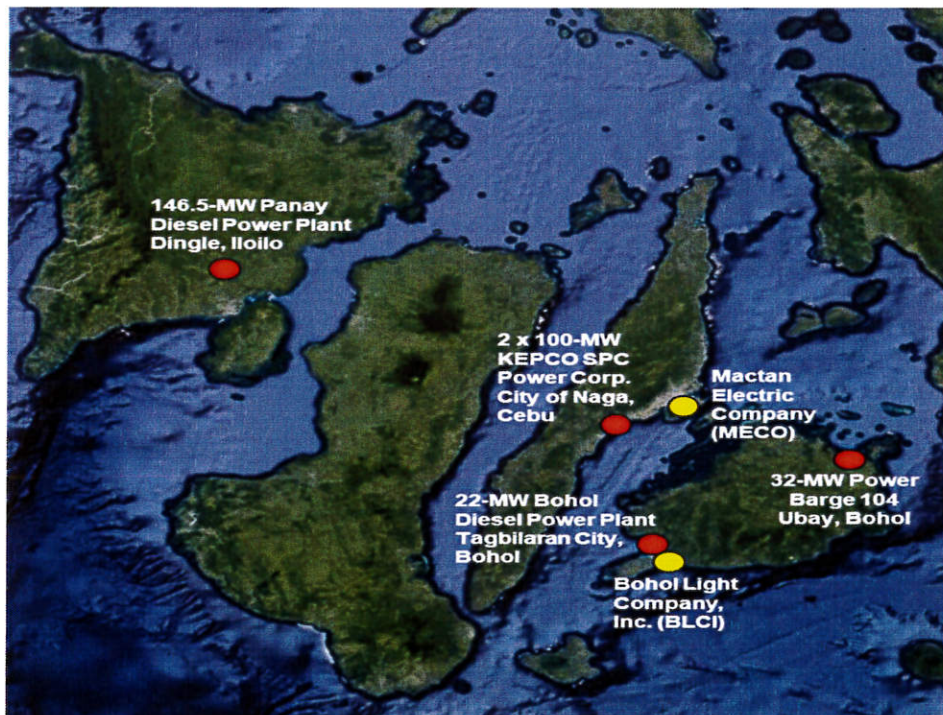 146.5-MW Panay
Diesel Power Plant
Dingle, Iloilo
2 x 100-MW
KEPCO SPC
Power Corp.
City of Naga,
Cebu
Mactan
Electric
Company
(MECO)
32-MW Power
Barge 104
Ubay, Bohol
22-MW Bohol
Diesel Power Plant
Tagbilaran City,
Bohol
Bohol Light
Company,
Inc. (BLCI)